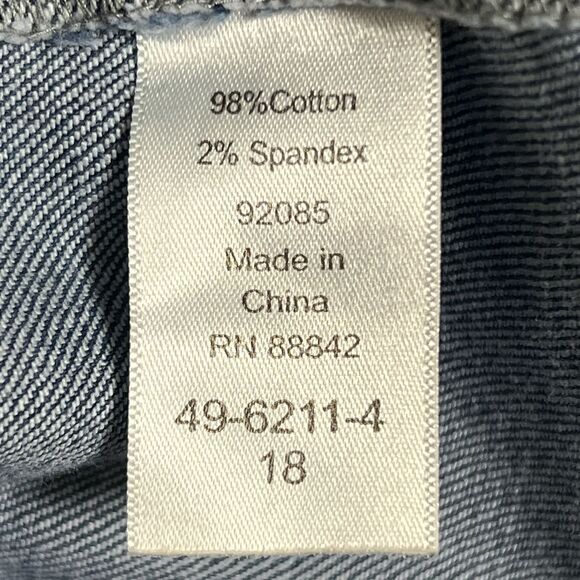 98%Cotton
2% Spandex
92085
Made in
China
RN 88842
49-6211-4
18